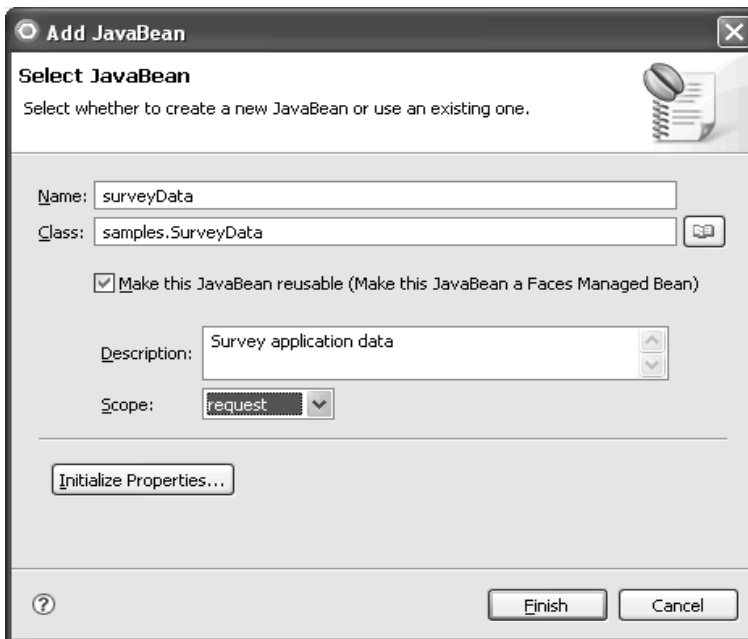 Add JavaBean
Select JavaBean
Select whether to create a new JavaBean or use an existing one.
Name: surveyData
Class: samples.SurveyData
Make this JavaBean reusable (Make this JavaBean a Faces Managed Bean)
Description: Survey application data
Scope: request
Initialize Properties...
? Finish Cancel